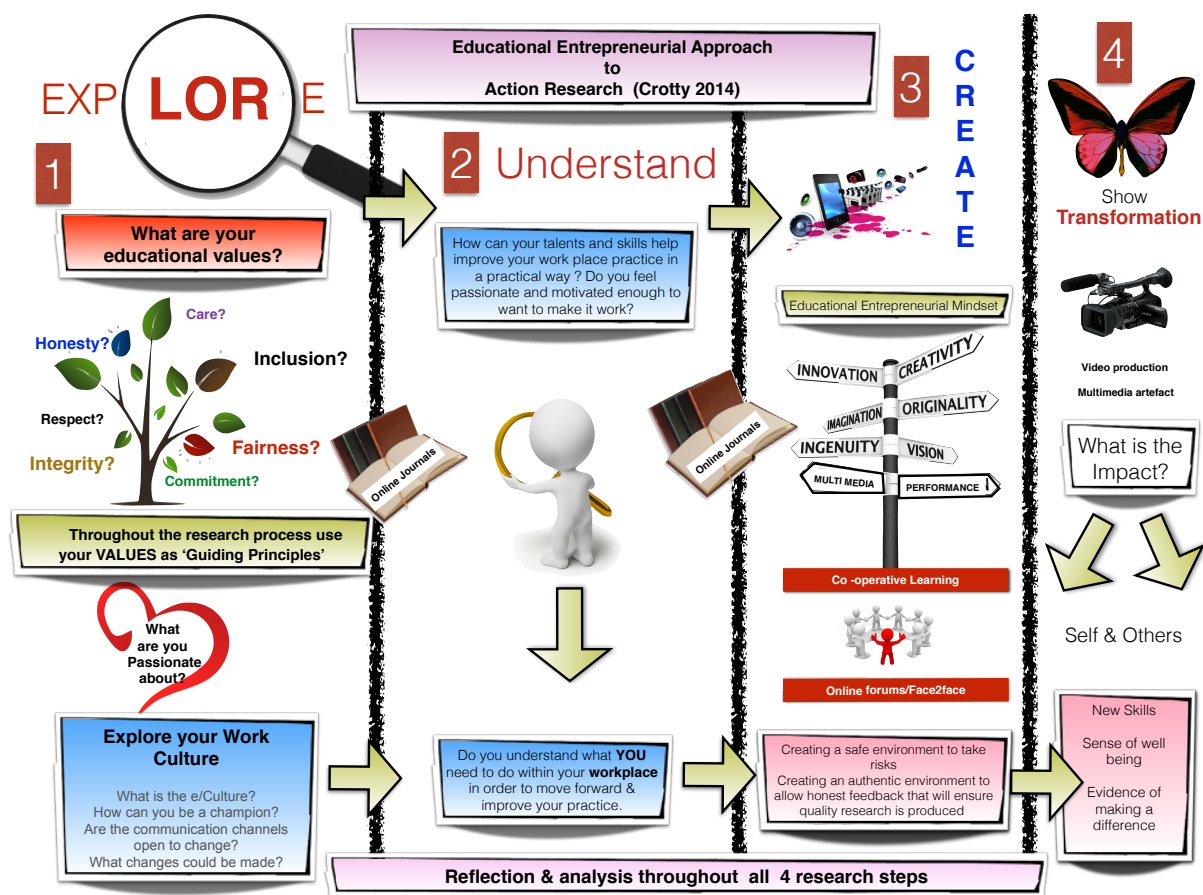 Educational Entrepreneurial Approach
to
Action Research (Crotty 2014)
EXPLORE
1
What are your
educational values?
Care?
Honesty?
Inclusion?
Respect?
Fairness?
Integrity?
Commitment?
Throughout the research process use
your VALUES as ‘Guiding Principles’
What
are you
Passionate
about?
Explore your Work
Culture
What is the e/Culture?
How can you be a champion?
Are the communication channels
open to change?
What changes could be made?
Online Journals
2 Understand
How can your talents and skills help
improve your work place practice in
a practical way ? Do you feel
passionate and motivated enough to
want to make it work?
Do you understand what YOU
need to do within your workplace
in order to move forward &
improve your practice.
Online Journals
3
CREATE
Educational Entrepreneurial Mindset
CREATIVITY
INNOVATION
ORIGINALITY
IMAGINATION
INGENUITY
VISION
MULTI MEDIA
PERFORMANCE
Co -operative Learning
Online forums/Face2face
Creating a safe environment to take
risks
Creating an authentic environment to
allow honest feedback that will ensure
quality research is produced
4
Show
Transformation
Video production
Multimedia artefact
What is the
Impact?
Self & Others
New Skills
Sense of well
being
Evidence of
making a
difference
Reflection & analysis throughout all 4 research steps